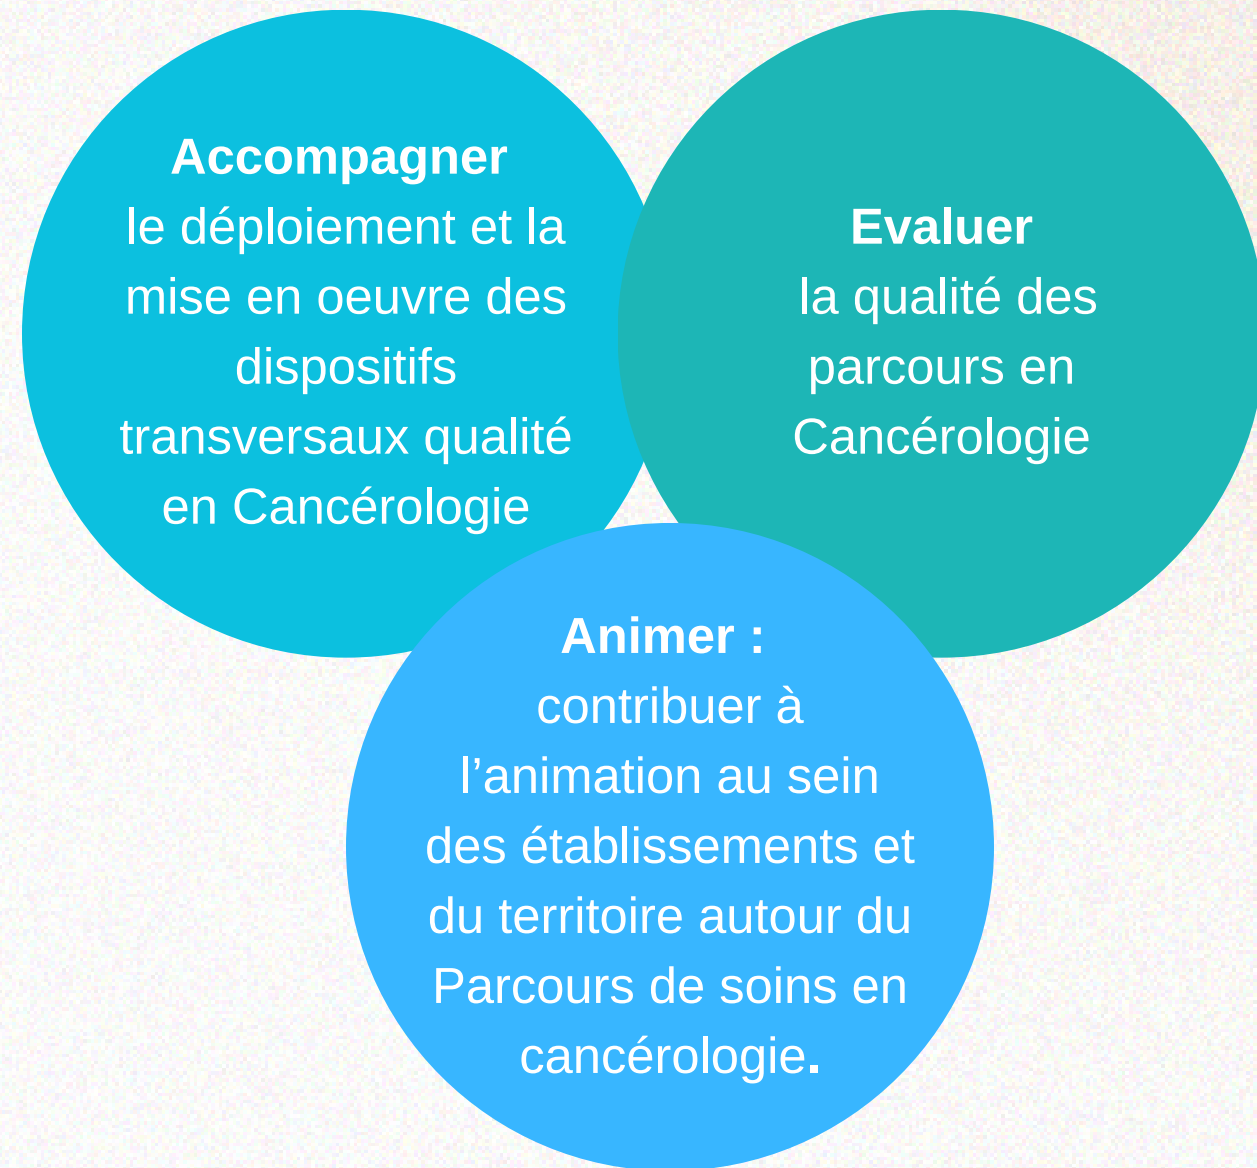 Accompagner
le déploiement et la
mise en oeuvre des
dispositifs
transversaux qualité
en Cancérologie
Evaluer
la qualité des
parcours en
Cancérologie
Animer :
contribuer à
l’animation au sein
des établissements et
du territoire autour du
Parcours de soins en
cancérologie.